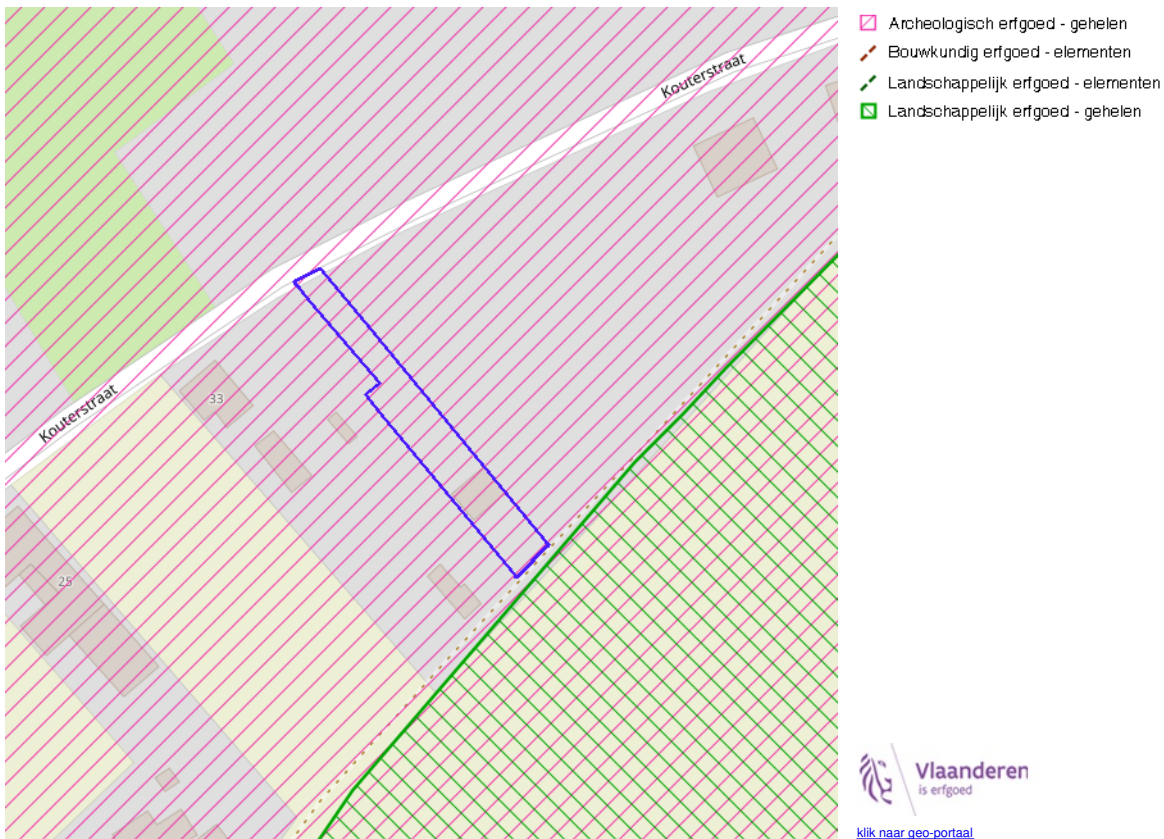 Archeologisch erfgoed - gehelen
Bouwkundig erfgoed - elementen
Landschappelijk erfgoed - elementen
Landschappelijk erfgoed - gehelen
Kouterstraat
Kouterstraat
33
25
Vlaanderen
is erfgoed
klik naar geo-portaal